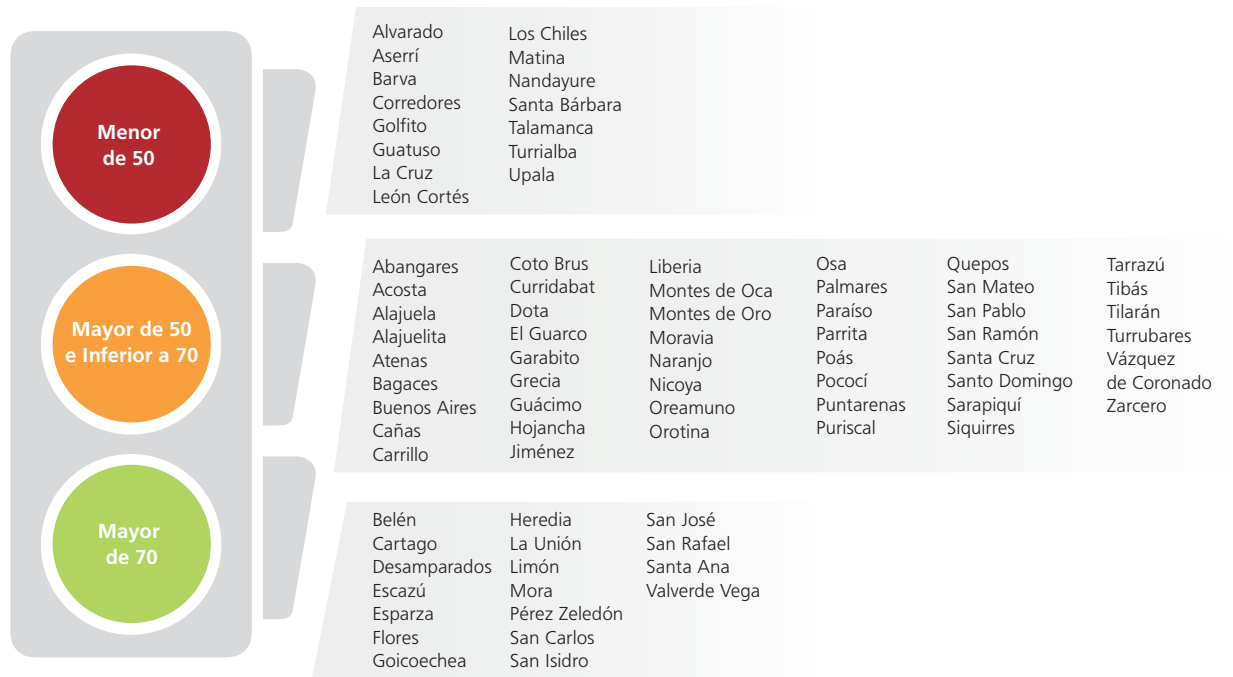 Menor
de 50
Alvarado
Aserrí
Barva
Corredores
Golfito
Guatuso
La Cruz
León Cortés
Los Chiles
Matina
Nandayure
Santa Bárbara
Talamanca
Turrialba
Upala
Mayor de 50
e Inferior a 70
Abangares
Acosta
Alajuela
Alajuelita
Atenas
Bagaces
Buenos Aires
Cañas
Carrillo
Coto Brus
Curridabat
Dota
El Guarco
Garabito
Grecia
Guácimo
Hojancha
Jiménez
Liberia
Montes de Oca
Montes de Oro
Moravia
Naranjo
Nicoya
Oreamuno
Orotina
Osa
Palmares
Paraíso
Parrita
Poás
Pococí
Puntarenas
Puriscal
Quepos
San Mateo
San Pablo
San Ramón
Santa Cruz
Santo Domingo
Sarapiquí
Siquirres
Tarrazú
Tibás
Tilarán
Turrubares
Vázquez
de Coronado
Zarcero
Mayor
de 70
Belén
Cartago
Desamparados
Escazú
Esparza
Flores
Goicoechea
Heredia
La Unión
Limón
Mora
Pérez Zeledón
San Carlos
San Isidro
San José
San Rafael
Santa Ana
Valverde Vega